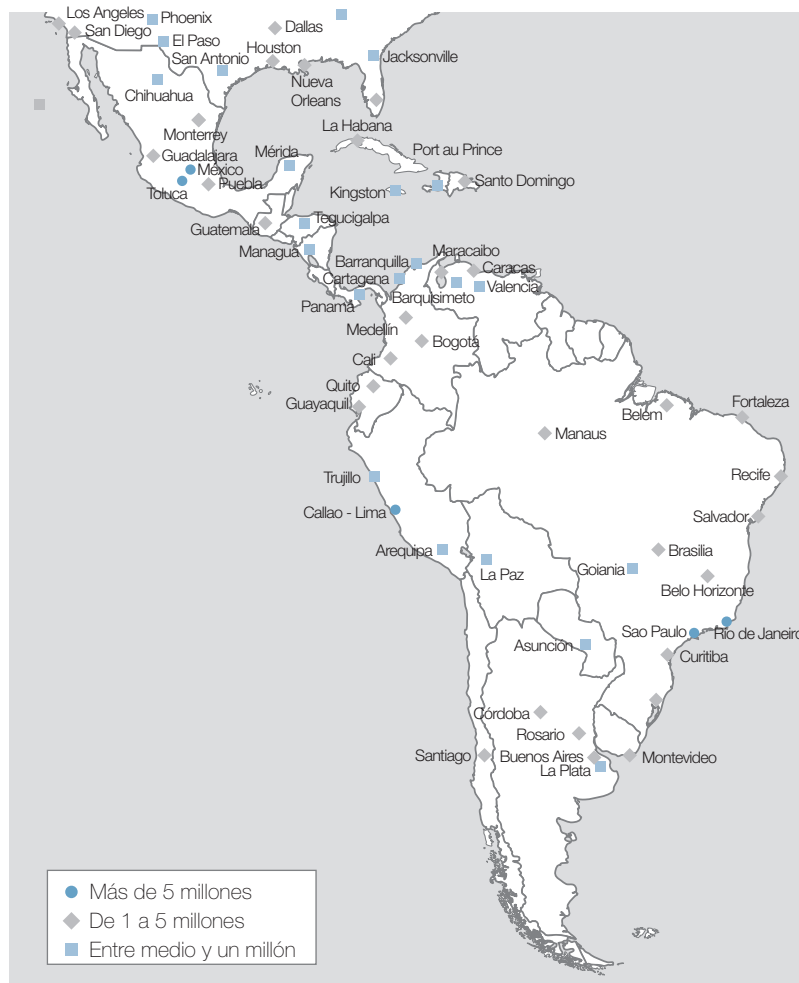 Los Angeles
Phoenix
San Diego
Dallas
El Paso
Houston
San Antonio
Jacksonville
Chihuahua
Nueva
Orleans
Monterrey
La Habana
Guadalajara
Mérida
Port au Prince
México
Toluca
Puebla
Kingston
Santo Domingo
Guatemala
Tequcigalpa
Managua
Barranquilla
Maracaibo
Caracas
Cartagena
Valencia
Panamá
Barquisimeto
Medellín
Bogotá
Cali
Quito
Guayaquil
Belém
Fortaleza
Manaus
Recife
Trujillo
Callao - Lima
Salvador
Arequipa
Brasilia
La Paz
Goiania
Belo Horizonte
Sao Paulo
Rio de Janeiro
Asunción
Curitiba
Córdoba
Rosario
Santiago
Buenos Aires
Montevideo
La Plata
Más de 5 millones
De 1 a 5 millones
Entre medio y un millón